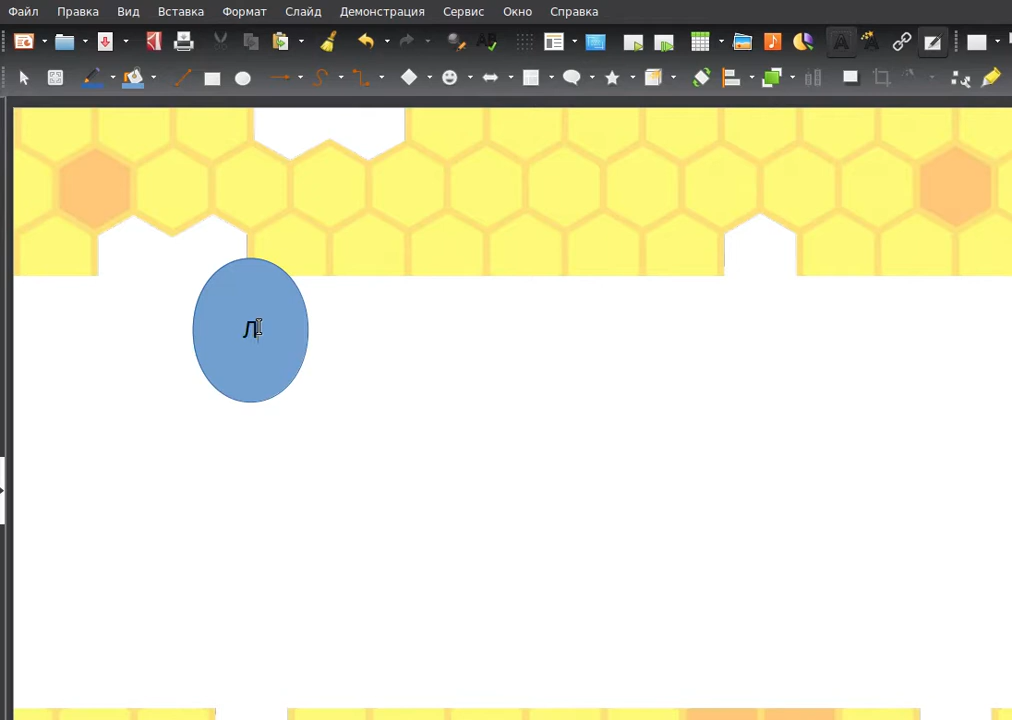 Файл Правка Вид Вставка Формат Слайд Демонстрация Сервис Окно Справка
Л